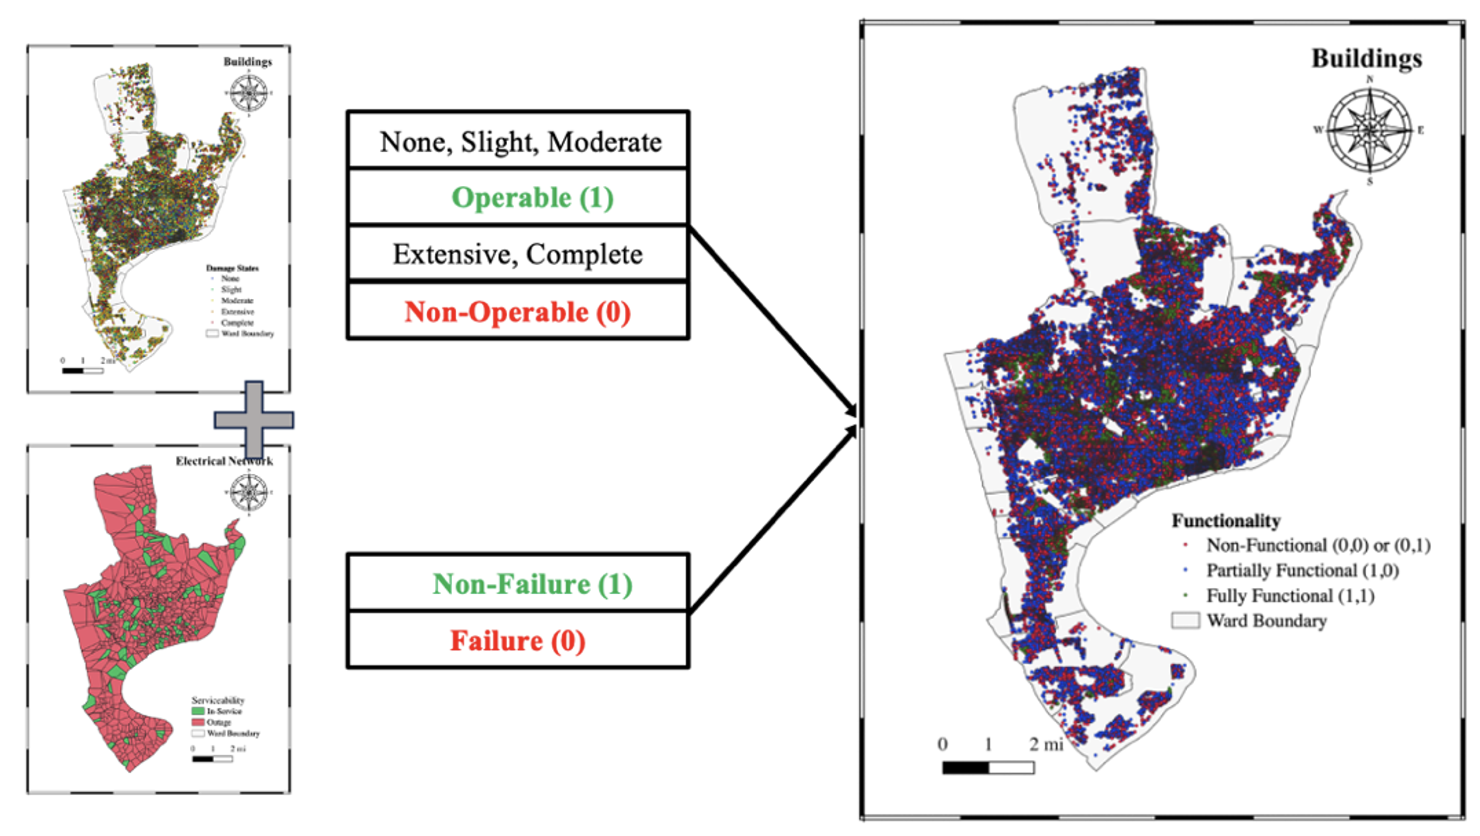 Buildings
N
W
E
Damage States
None
Slight
Moderate
Extensive
Complete
Ward Boundary
0 1 2 mi
Electrical Network
Serviceability
In-Service
Outage
Ward Boundary
0 1 2 mi
None, Slight, Moderate
Operable (1)
Extensive, Complete
Non-Operable (0)
Non-Failure (1)
Failure (0)
Buildings
N
W E
S
Functionality
Non-Functional (0,0) or (0,1)
Partially Functional (1,0)
Fully Functional (1,1)
Ward Boundary
0 1 2 mi